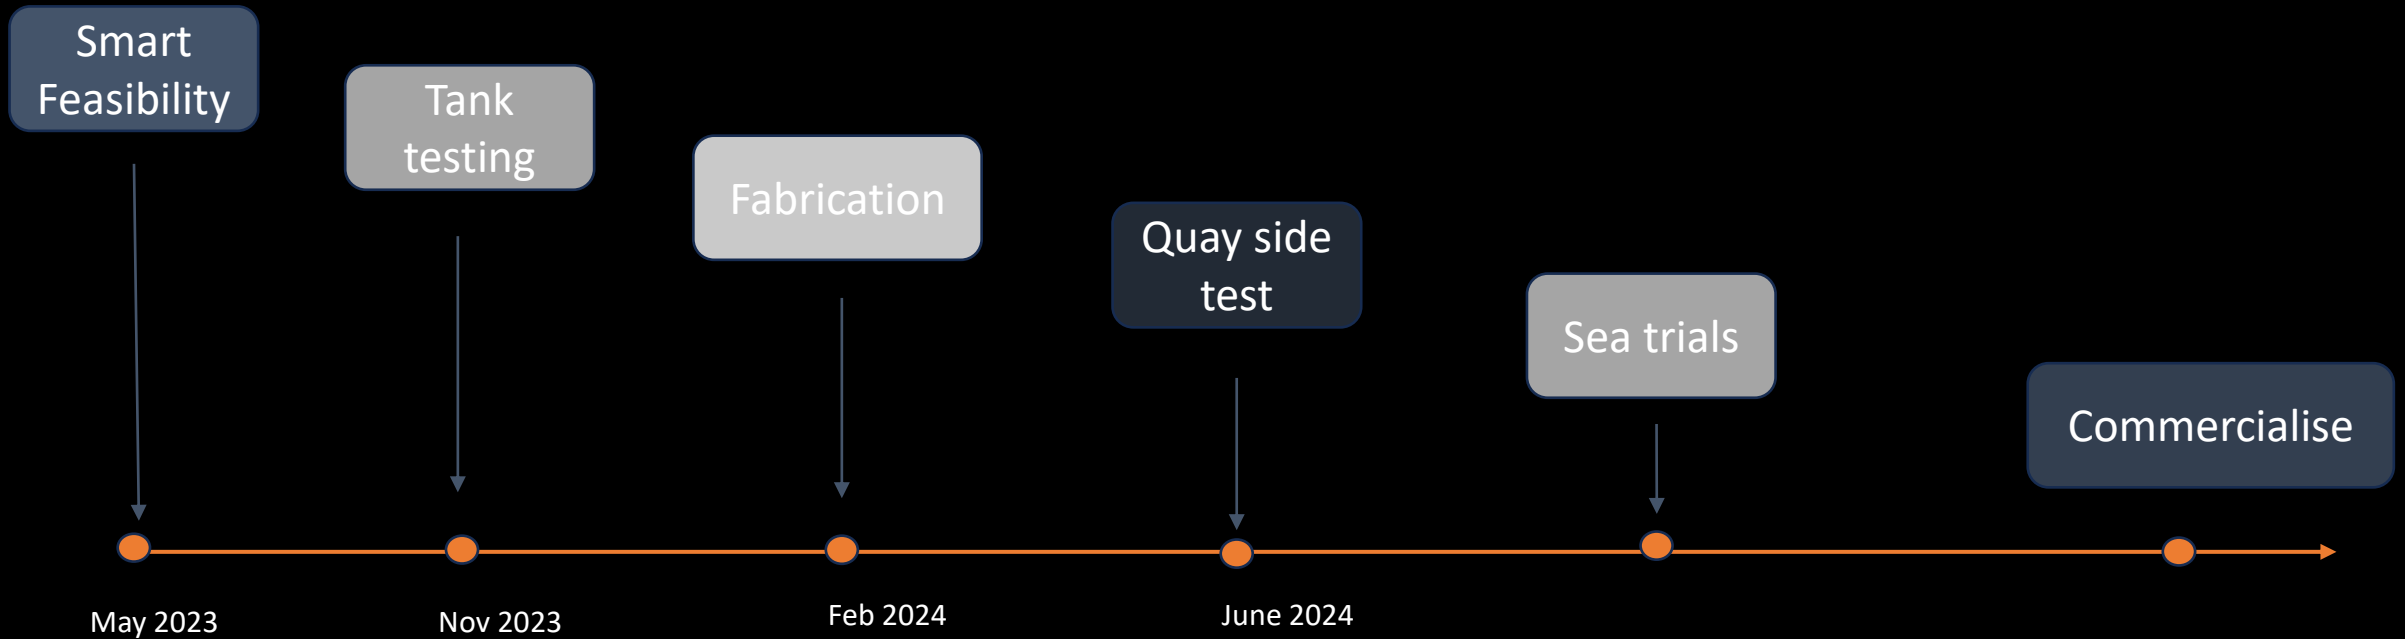 Smart
Feasibility
Tank
testing
Fabrication
Quay side
test
Sea trials
Commercialise
May 2023
Nov 2023
Feb 2024
June 2024